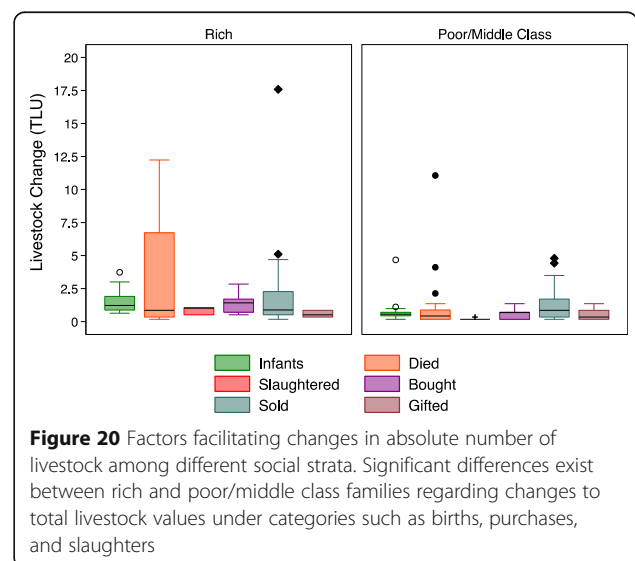 Rich
Poor/Middle Class
Livestock Change (TLU)
20
17.5
15
12.5
10
7.5
5
2.5
0
Infants
Died
Slaughtered
Bought
Sold
Gifted
Figure 20 Factors facilitating changes in absolute number of
livestock among different social strata. Significant differences exist
between rich and poor/middle class families regarding changes to
total livestock values under categories such as births, purchases,
and slaughters